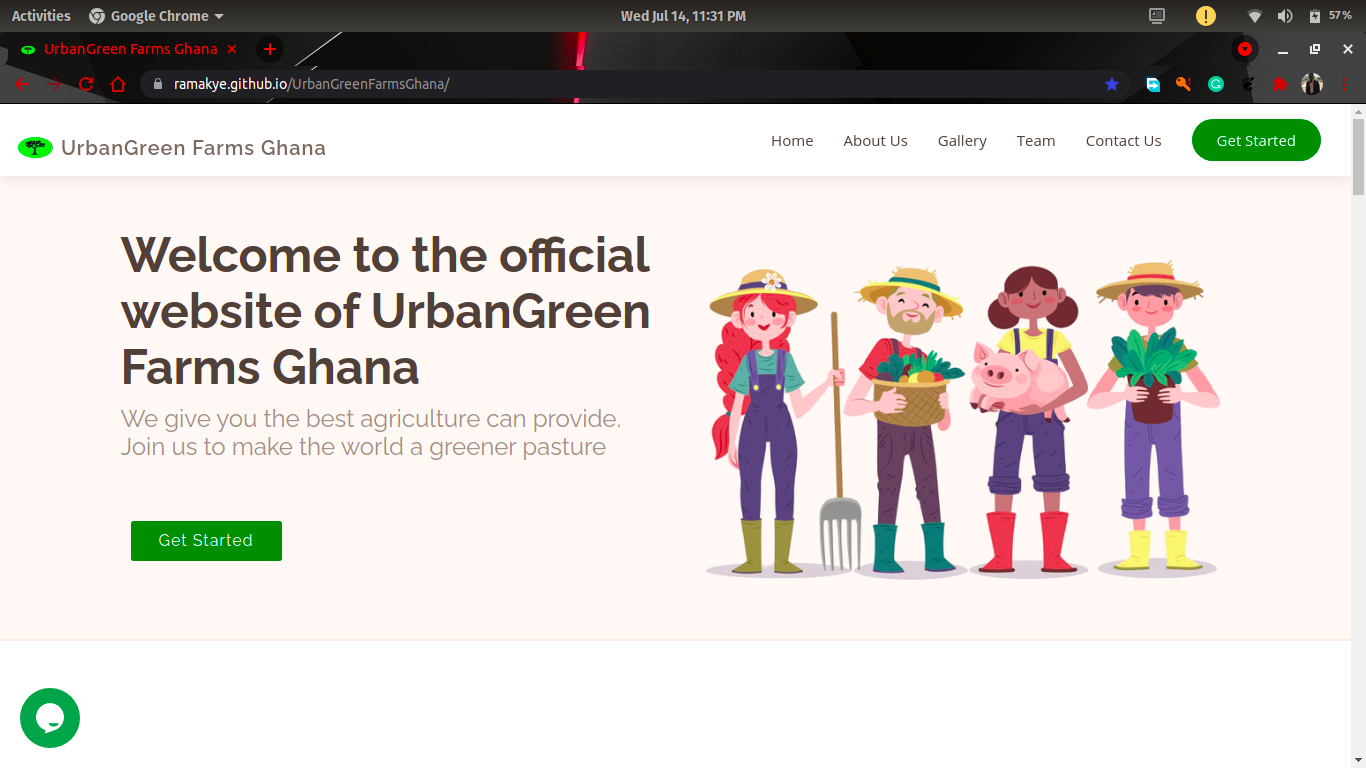 Activities Google Chrome Wed Jul 14, 11:31 PM 57%
UrbanGreen Farms Ghana
ramakye.github.io/UrbanGreenFarmsGhana/
UrbanGreen Farms Ghana Home About Us Gallery Team Contact Us Get Started
Welcome to the official
website of UrbanGreen
Farms Ghana
We give you the best agriculture can provide.
Join us to make the world a greener pasture
Get Started